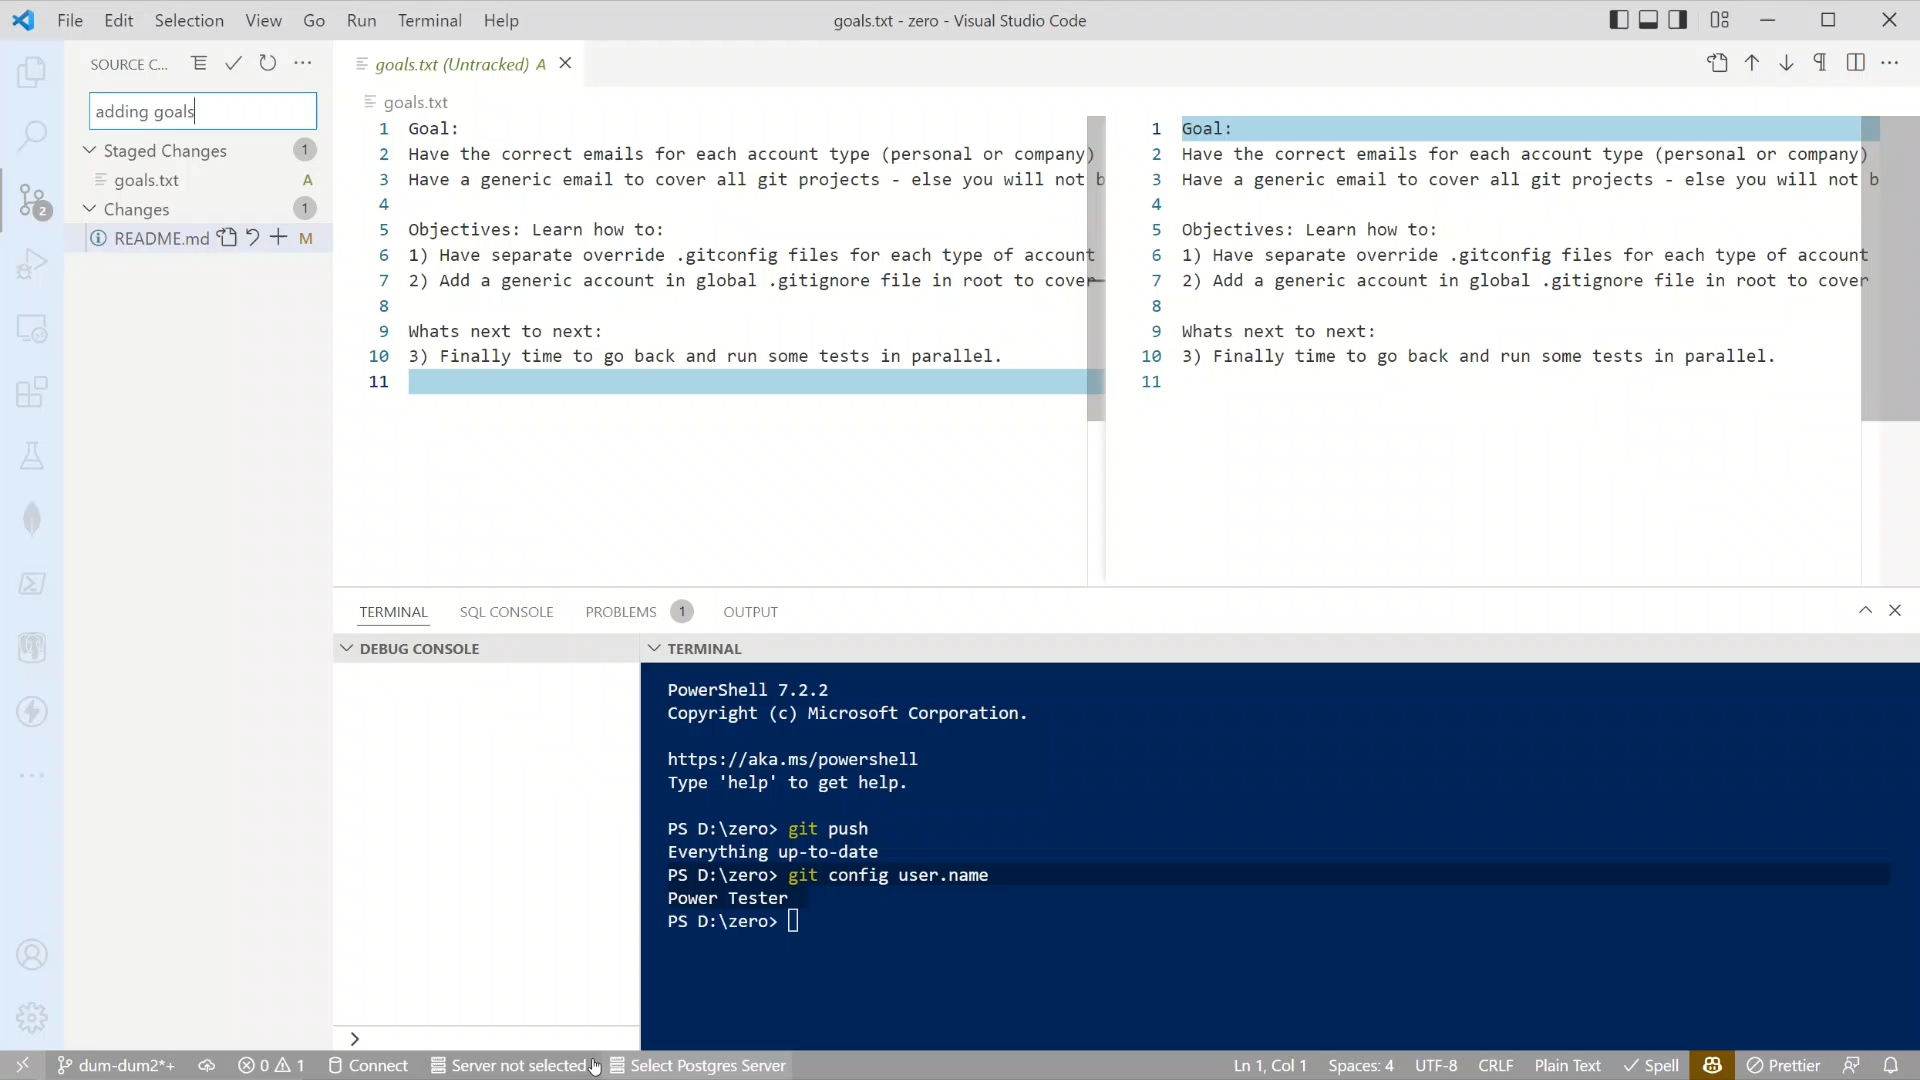 File Edit Selection View Go Run Terminal Help
goals.txt - zero - Visual Studio Code
SOURCE C...
adding goals
Staged Changes 1
goals.txt A
Changes 1
README.md M
2
goals.txt (Untracked) A
goals.txt
1 Goal:
2 Have the correct emails for each account type (personal or company)
3 Have a generic email to cover all git projects - else you will not b
4
5 Objectives: Learn how to:
6 1) Have separate override .gitconfig files for each type of account
7 2) Add a generic account in global .gitignore file in root to cover
8
9 Whats next to next:
10 3) Finally time to go back and run some tests in parallel.
11
1 Goal:
2 Have the correct emails for each account type (personal or company)
3 Have a generic email to cover all git projects - else you will not b
4
5 Objectives: Learn how to:
6 1) Have separate override .gitconfig files for each type of account
7 2) Add a generic account in global .gitignore file in root to cover
8
9 Whats next to next:
10 3) Finally time to go back and run some tests in parallel.
11
TERMINAL SQL CONSOLE PROBLEMS 1 OUTPUT
DEBUG CONSOLE
TERMINAL
PowerShell 7.2.2
Copyright (c) Microsoft Corporation.
https://aka.ms/powershell
Type 'help' to get help.
PS D:\zero> git push
Everything up-to-date
PS D:\zero> git config user.name
Power Tester
PS D:\zero>
dum-dum2*+ 0 1 Connect Server not selected Select Postgres Server
Ln 1, Col 1 Spaces: 4 UTF-8 CRLF Plain Text Spell Prettier